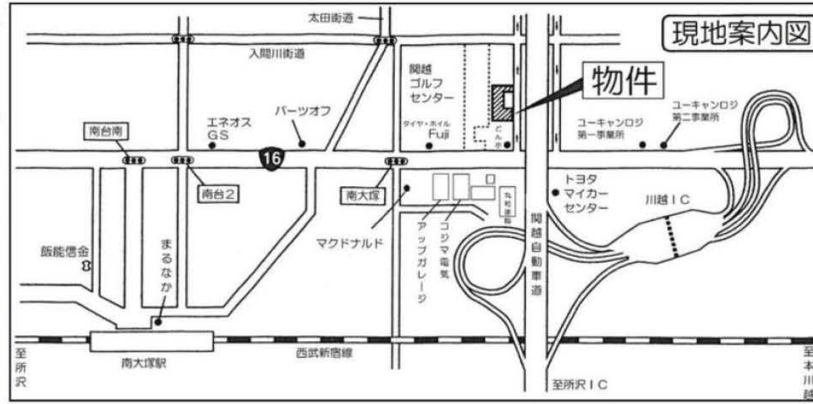 太田街道
現地案内図
入間川街道
関越
ゴルフ
センター
物件
エネオス
GS
パーツオフ
タイヤ・ホイル
Fuji
ユーキャンロジ
第一事業所
ユーキャンロジ
第二事業所
南台南
16
南台2
南大塚
トヨタ
マイカー
センター
川越IC
マクドナルド
アップガレージ
コジマ電気
関越自動車道
飯能信金
まるなか
南大塚駅
西武新宿線
至所沢
至所沢IC
至本川越